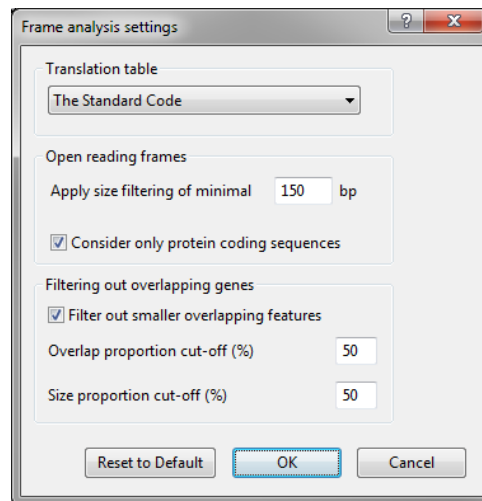 Frame analysis settings
Translation table
The Standard Code
Open reading frames
Apply size filtering of minimal 150 bp
Consider only protein coding sequences
Filtering out overlapping genes
Filter out smaller overlapping features
Overlap proportion cut-off (%) 50
Size proportion cut-off (%) 50
Reset to Default OK Cancel